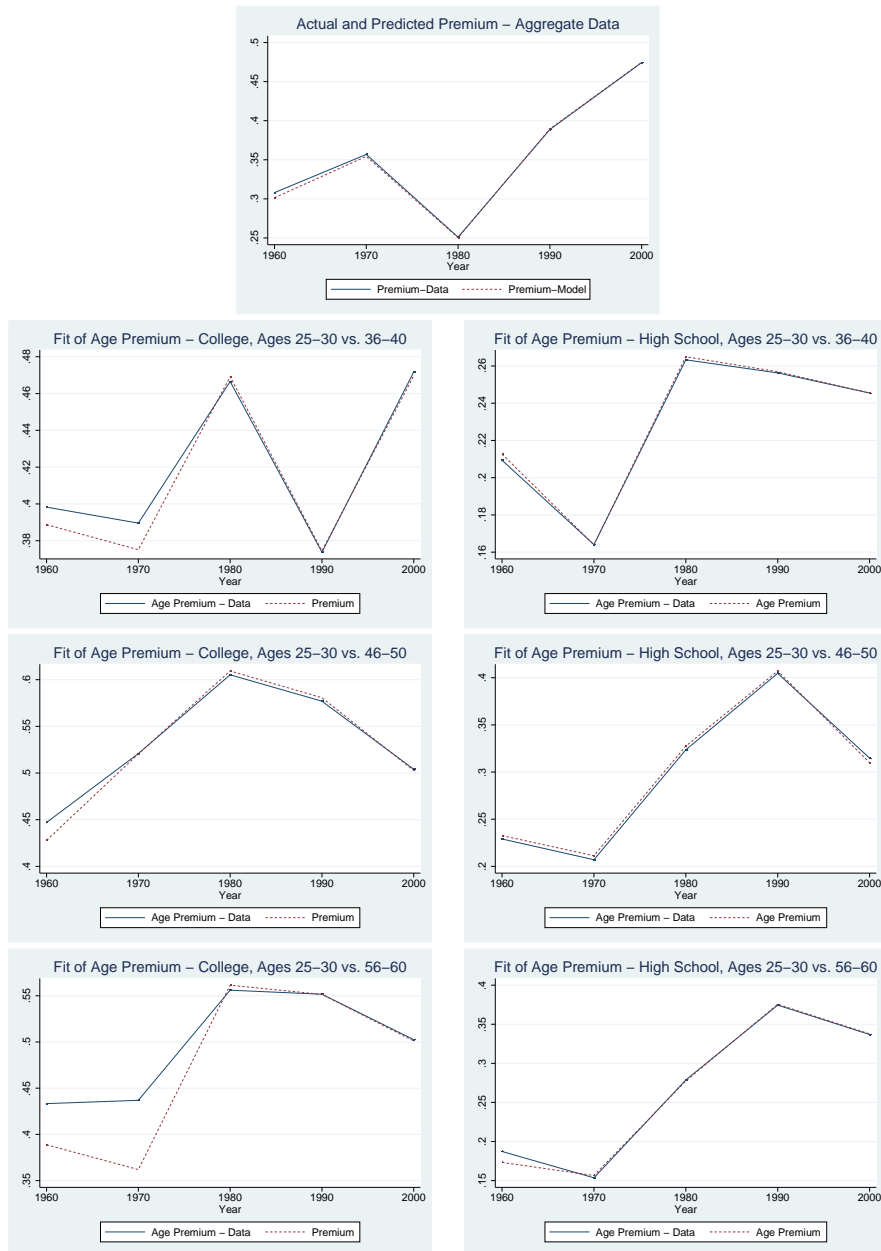 Actual and Predicted Premium − Aggregate Data
.5
.45
.4
.35
.3
.25
1960 1970 1980 1990 2000
Year
Premium−Data Premium−Model
Fit of Age Premium − College, Ages 25−30 vs. 36−40
.48
.46
.44
.42
.4
.38
1960 1970 1980 1990 2000
Year
Age Premium − Data Premium
Fit of Age Premium − High School, Ages 25−30 vs. 36−40
.26
.24
.22
.2
.18
.16
1960 1970 1980 1990 2000
Year
Age Premium − Data Age Premium
Fit of Age Premium − College, Ages 25−30 vs. 46−50
.6
.55
.5
.45
.4
1960 1970 1980 1990 2000
Year
Age Premium − Data Premium
Fit of Age Premium − High School, Ages 25−30 vs. 46−50
.4
.35
.3
.25
.2
1960 1970 1980 1990 2000
Year
Age Premium − Data Age Premium
Fit of Age Premium − College, Ages 25−30 vs. 56−60
.55
.5
.45
.4
.35
1960 1970 1980 1990 2000
Year
Age Premium − Data Premium
Fit of Age Premium − High School, Ages 25−30 vs. 56−60
.4
.35
.3
.25
.2
.15
1960 1970 1980 1990 2000
Year
Age Premium − Data Age Premium